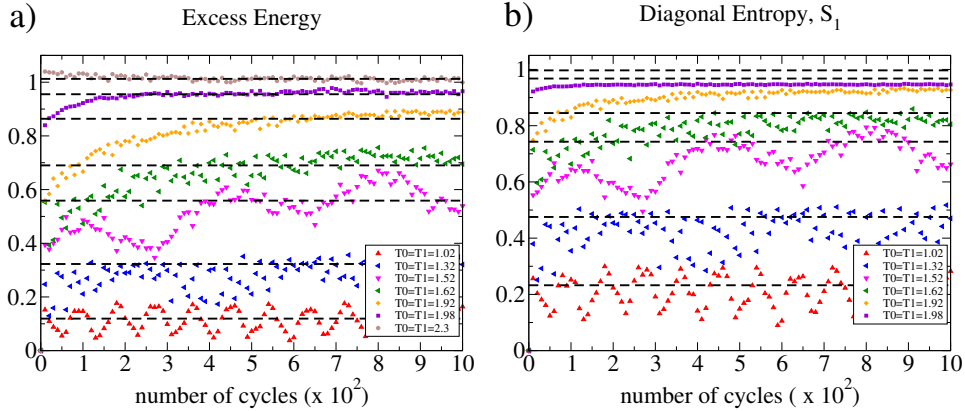 a)
Excess Energy
1
0.8
0.6
0.4
0.2
0
0 1 2 3 4 5 6 7 8 9 10
number of cycles (x 10^2)
T0=T1=1.02
T0=T1=1.32
T0=T1=1.52
T0=T1=1.62
T0=T1=1.92
T0=T1=1.98
T0=T1=2.3
b)
Diagonal Entropy, S_1
1
0.8
0.6
0.4
0.2
0
0 1 2 3 4 5 6 7 8 9 10
number of cycles ( x 10^2)
T0=T1=1.02
T0=T1=1.32
T0=T1=1.52
T0=T1=1.62
T0=T1=1.92
T0=T1=1.98